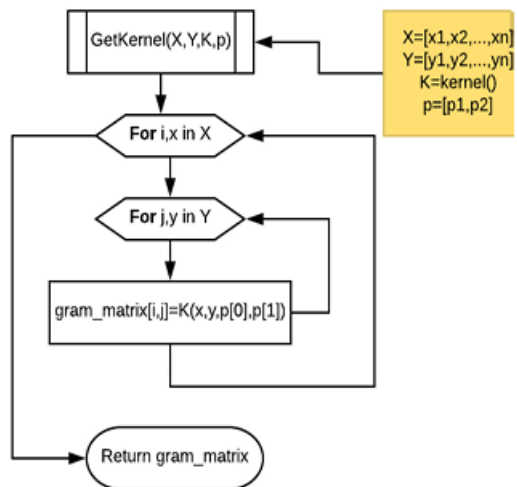 GetKernel(X,Y,K,p)
X=[x1,x2,...,xn]
Y=[y1,y2,...,yn]
K=kernel()
p=[p1,p2]
For i,x in X
For j,y in Y
gram_matrix[i,j]=K(x,y,p[0],p[1])
Return gram_matrix